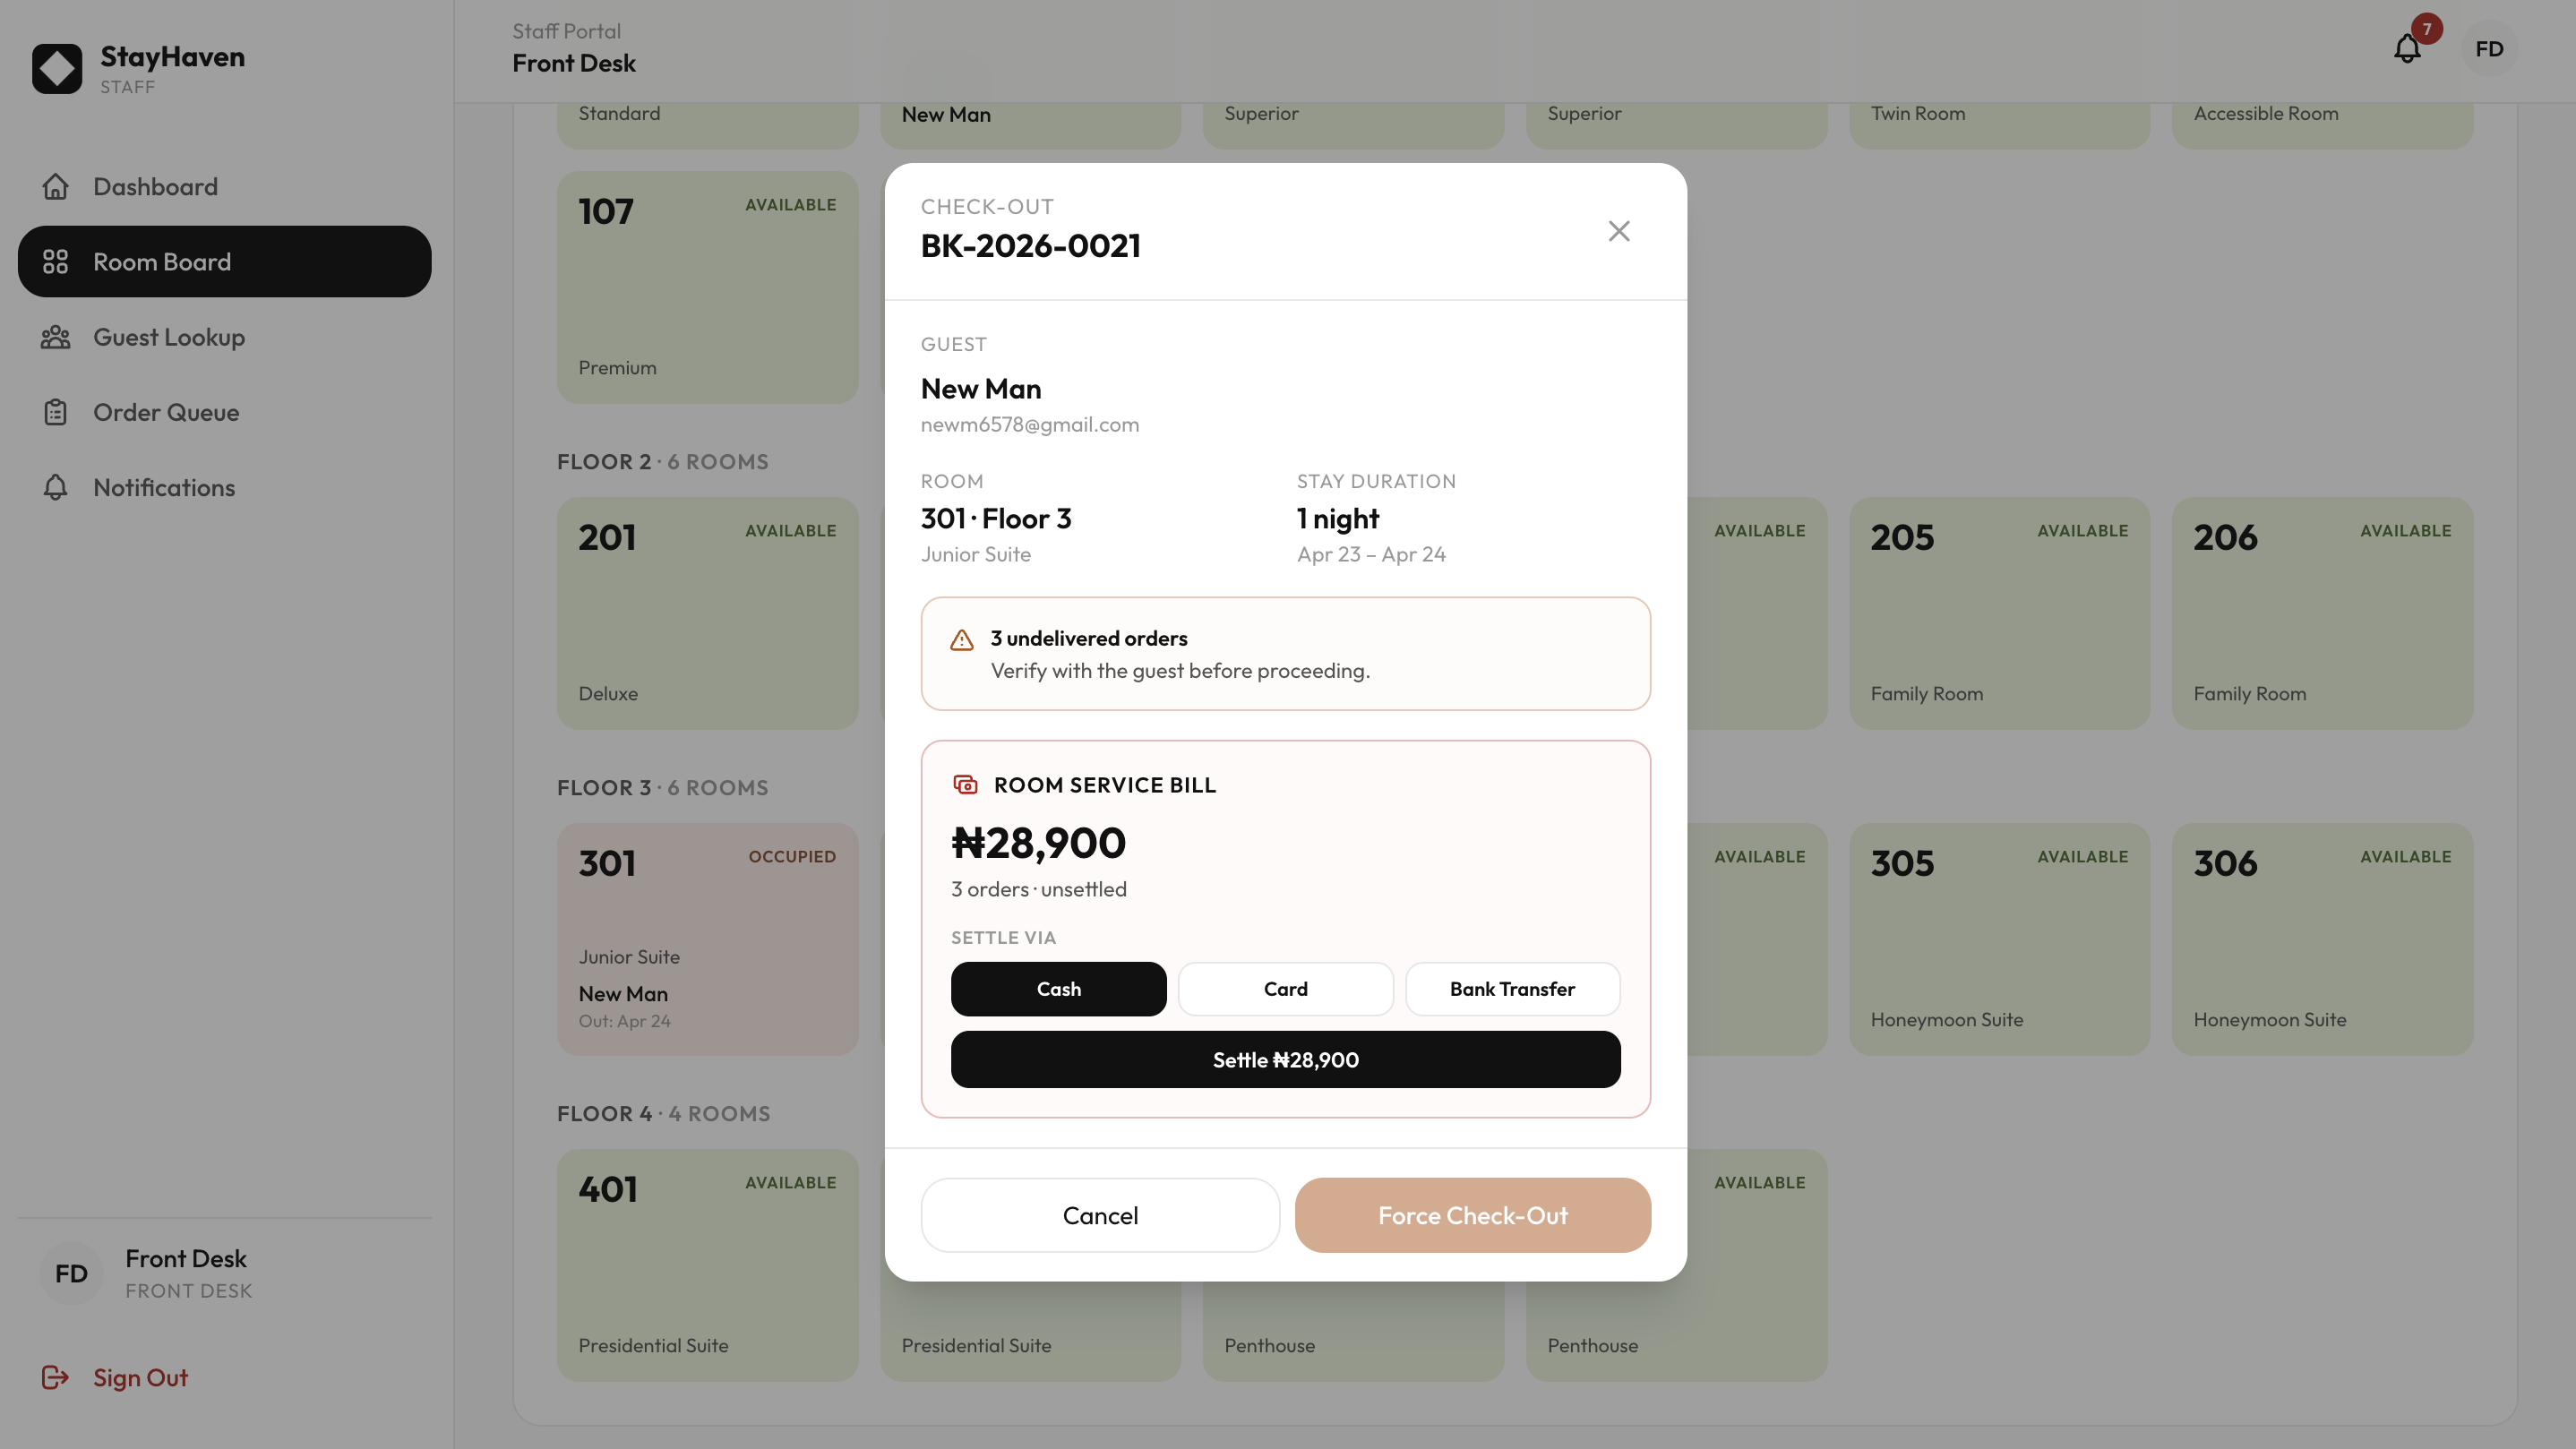 StayHaven
STAFF
Dashboard
Room Board
Guest Lookup
Order Queue
Notifications
FD
Front Desk
FRONT DESK
Sign Out
Staff Portal
Front Desk
7
FD
Standard
New Man
Superior
Superior
Twin Room
Accessible Room
107
AVAILABLE
Premium
FLOOR 2 · 6 ROOMS
201
AVAILABLE
Deluxe
AVAILABLE
205
AVAILABLE
Family Room
206
AVAILABLE
Family Room
FLOOR 3 · 6 ROOMS
301
OCCUPIED
Junior Suite
New Man
Out: Apr 24
AVAILABLE
305
AVAILABLE
Honeymoon Suite
306
AVAILABLE
Honeymoon Suite
FLOOR 4 · 4 ROOMS
401
AVAILABLE
Presidential Suite
Presidential Suite
Penthouse
AVAILABLE
Penthouse
CHECK-OUT
BK-2026-0021
GUEST
New Man
newm6578@gmail.com
ROOM
301 · Floor 3
Junior Suite
STAY DURATION
1 night
Apr 23 – Apr 24
3 undelivered orders
Verify with the guest before proceeding.
ROOM SERVICE BILL
₦28,900
3 orders · unsettled
SETTLE VIA
Cash
Card
Bank Transfer
Settle ₦28,900
Cancel
Force Check-Out